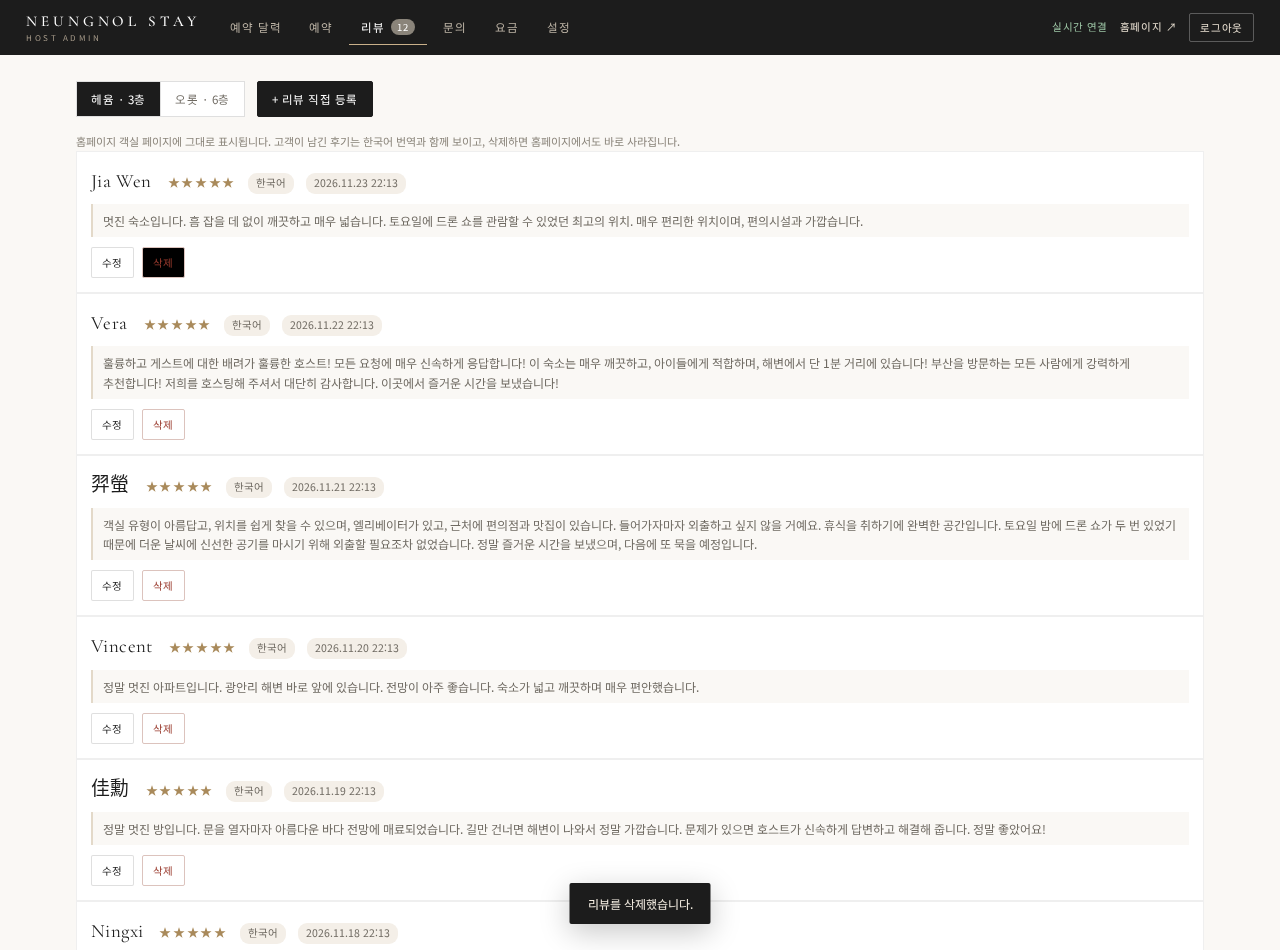 NEUNGNOL STAY
HOST ADMIN
예약 달력
예약
리뷰 12
문의
요금
설정
실시간 연결
홈페이지 ↗
로그아웃
헤윰 · 3층
오롯 · 6층
+ 리뷰 직접 등록
홈페이지 객실 페이지에 그대로 표시됩니다. 고객이 남긴 후기는 한국어 번역과 함께 보이고, 삭제하면 홈페이지에서도 바로 사라집니다.
Jia Wen ★★★★★ 한국어 2026.11.23 22:13
멋진 숙소입니다. 흠 잡을 데 없이 깨끗하고 매우 넓습니다. 토요일에 드론 쇼를 관람할 수 있었던 최고의 위치. 매우 편리한 위치이며, 편의시설과 가깝습니다.
수정 삭제
Vera ★★★★★ 한국어 2026.11.22 22:13
훌륭하고 게스트에 대한 배려가 훌륭한 호스트! 모든 요청에 매우 신속하게 응답합니다! 이 숙소는 매우 깨끗하고, 아이들에게 적합하며, 해변에서 단 1분 거리에 있습니다! 부산을 방문하는 모든 사람에게 강력하게
추천합니다! 저희를 호스팅해 주셔서 대단히 감사합니다. 이곳에서 즐거운 시간을 보냈습니다!
수정 삭제
羿螢 ★★★★★ 한국어 2026.11.21 22:13
객실 유형이 아름답고, 위치를 쉽게 찾을 수 있으며, 엘리베이터가 있고, 근처에 편의점과 맛집이 있습니다. 들어가자마자 외출하고 싶지 않을 거예요. 휴식을 취하기에 완벽한 공간입니다. 토요일 밤에 드론 쇼가 두 번 있었기
때문에 더운 날씨에 신선한 공기를 마시기 위해 외출할 필요조차 없었습니다. 정말 즐거운 시간을 보냈으며, 다음에 또 묵을 예정입니다.
수정 삭제
Vincent ★★★★★ 한국어 2026.11.20 22:13
정말 멋진 아파트입니다. 광안리 해변 바로 앞에 있습니다. 전망이 아주 좋습니다. 숙소가 넓고 깨끗하며 매우 편안했습니다.
수정 삭제
佳勳 ★★★★★ 한국어 2026.11.19 22:13
정말 멋진 방입니다. 문을 열자마자 아름다운 바다 전망에 매료되었습니다. 길만 건너면 해변이 나와서 정말 가깝습니다. 문제가 있으면 호스트가 신속하게 답변하고 해결해 줍니다. 정말 좋았어요!
수정 삭제
리뷰를 삭제했습니다.
Ningxi ★★★★★ 한국어 2026.11.18 22:13